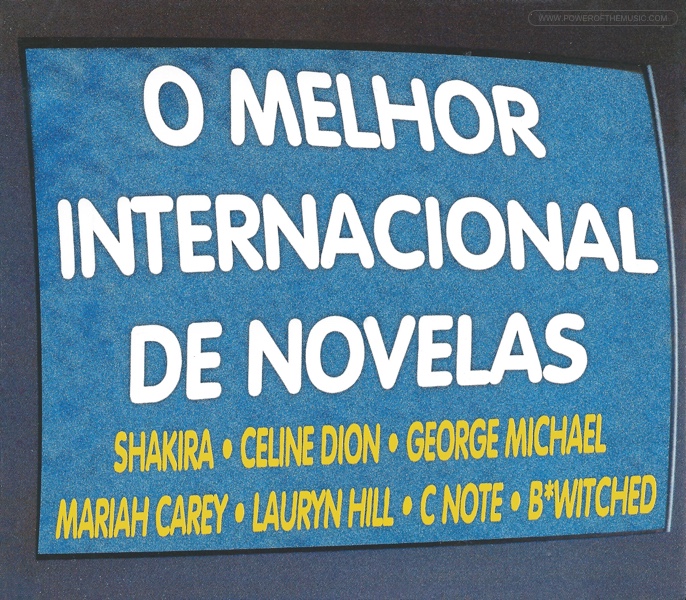 WWW.POWEROFTHEMUSIC.COM
O MELHOR
INTERNACIONAL
DE NOVELAS
SHAKIRA • CELINE DION • GEORGE MICHAEL
MARIAH CAREY • LAURYN HILL • C NOTE • B*WITCHED